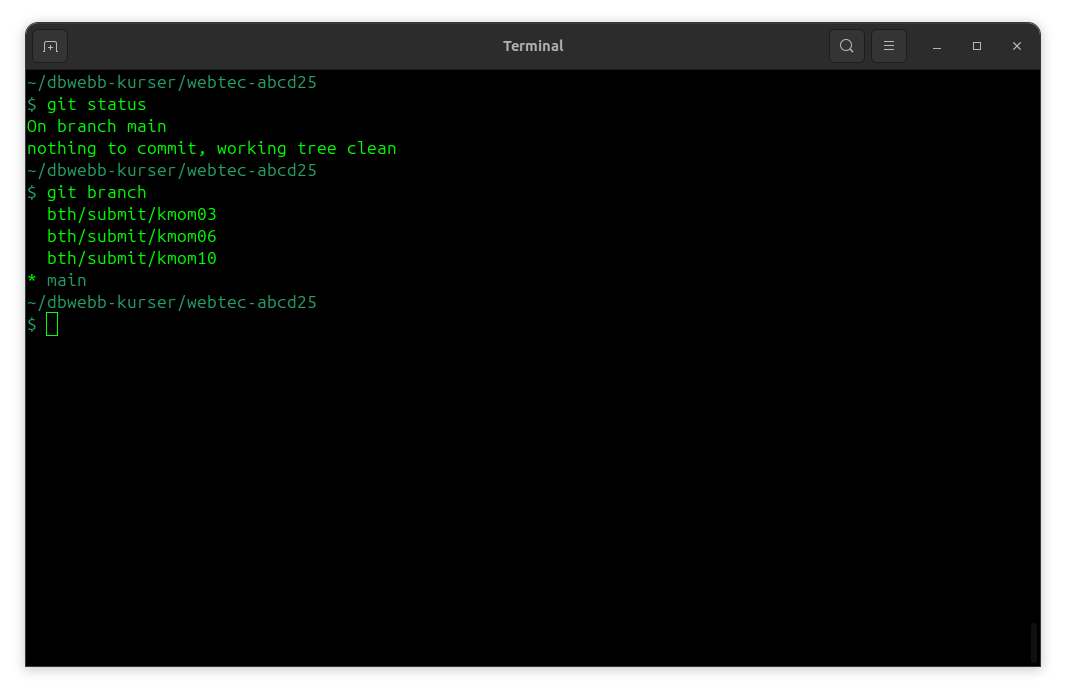 Terminal
~/dbwebb-kurser/webtec-abcd25
$ git status
On branch main
nothing to commit, working tree clean
~/dbwebb-kurser/webtec-abcd25
$ git branch
  bth/submit/kmom03
  bth/submit/kmom06
  bth/submit/kmom10
* main
~/dbwebb-kurser/webtec-abcd25
$